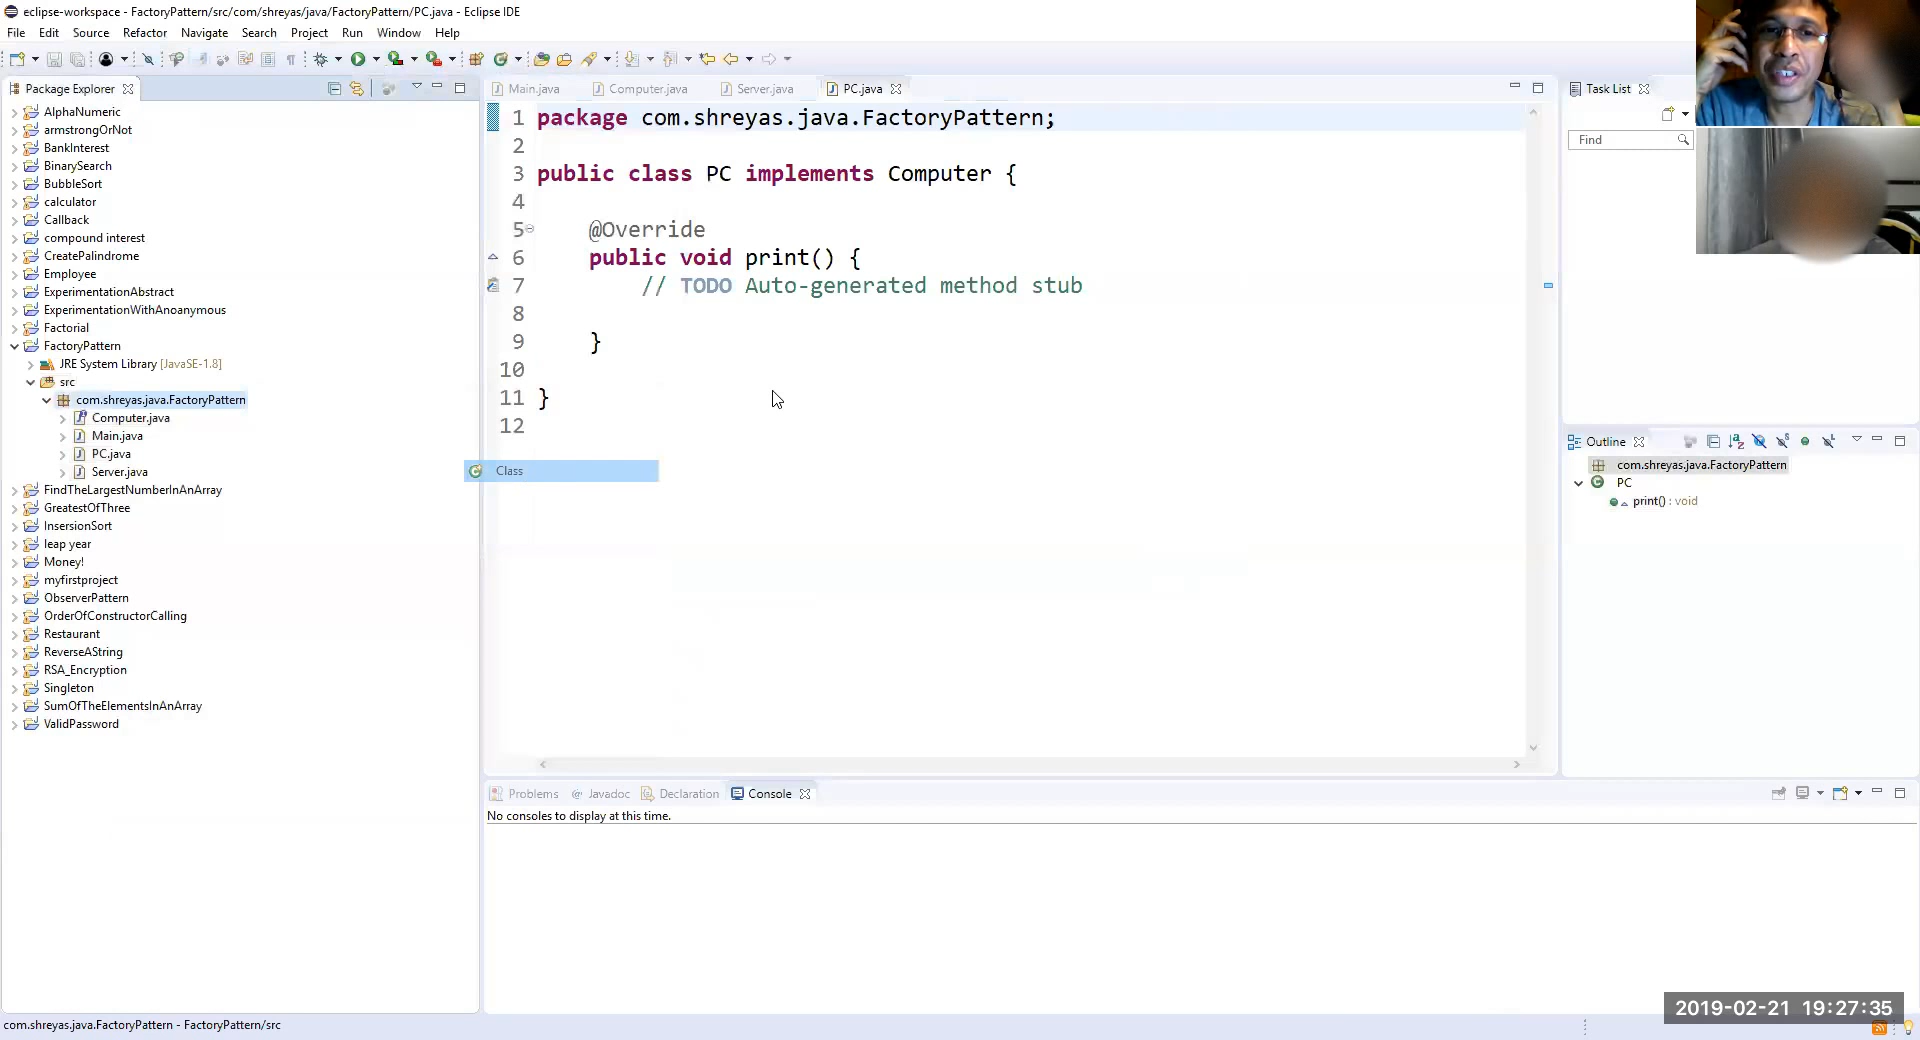 eclipse-workspace - FactoryPattern/src/com/shreyas/java/FactoryPattern/PC.java - Eclipse IDE
File Edit Source Refactor Navigate Search Project Run Window Help
Package Explorer
AlphaNumeric
armstrongOrNot
BankInterest
BinarySearch
BubbleSort
calculator
Callback
compound interest
CreatePalindrome
Employee
ExperimentationAbstract
ExperimentationWithAnoanymous
Factorial
FactoryPattern
JRE System Library [JavaSE-1.8]
src
com.shreyas.java.FactoryPattern
Computer.java
Main.java
PC.java
Server.java
FindTheLargestNumberInAnArray
GreatestOfThree
InsersionSort
leap year
Money!
myfirstproject
ObserverPattern
OrderOfConstructorCalling
Restaurant
ReverseAString
RSA_Encryption
Singleton
SumOfTheElementsInAnArray
ValidPassword
Main.java Computer.java Server.java PC.java
1 package com.shreyas.java.FactoryPattern;
2
3 public class PC implements Computer {
4
5 @Override
6 public void print() {
7 // TODO Auto-generated method stub
8
9 }
10
11 }
12
Class
Problems Javadoc Declaration Console
No consoles to display at this time.
Task List
Find
Outline
com.shreyas.java.FactoryPattern
PC
print() : void
2019-02-21 19:27:35
com.shreyas.java.FactoryPattern - FactoryPattern/src